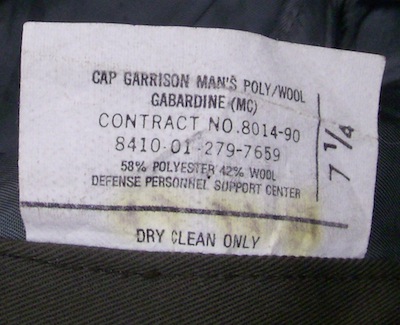 CAP GARRISON MAN'S POLY/WOOL
GABARDINE (MC)
CONTRACT NO.8014-90
8410-01-279-7659
58% POLYESTER 42% WOOL
DEFENSE PERSONNEL SUPPORT CENTER
7 1/4
DRY CLEAN ONLY